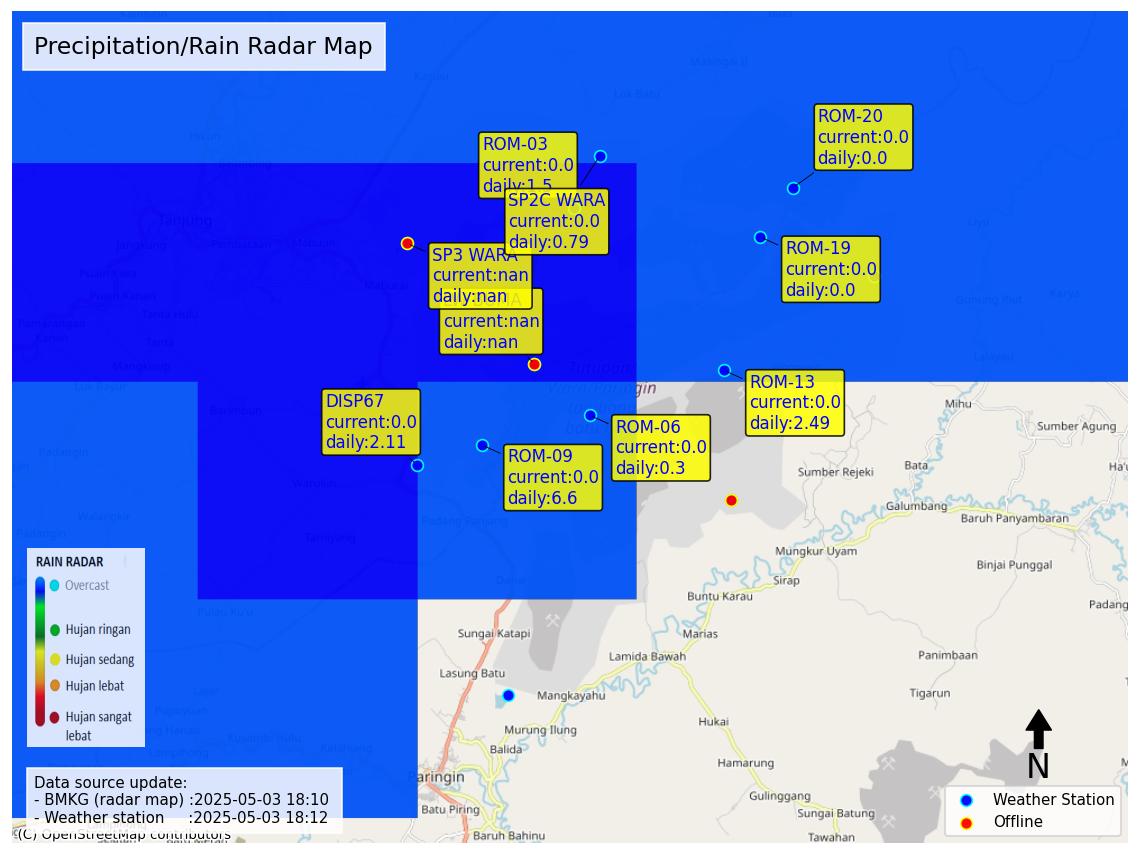 Precipitation/Rain Radar Map
ROM-20
current:0.0
daily:0.0
ROM-03
current:0.0
daily:1.5
SP2C WARA
current:0.0
daily:0.79
ROM-19
current:0.0
daily:0.0
SP3 WARA
current:nan
daily:nan
current:nan
daily:nan
ROM-13
current:0.0
daily:2.49
DISP67
current:0.0
daily:2.11
ROM-06
current:0.0
daily:0.3
ROM-09
current:0.0
daily:6.6
Tanjung
Maburai
Mangkusip
Barimbun
Warukin
Tamiyang
Padang Panjang
Dahai
Mihu
Sumber Agung
Bata
Sumber Rejeki
Galumbang
Baruh Panyambaran
Mungkur Uyam
Binjai Punggal
Sirap
Buntu Karau
Padang
Sungai Katapi
Marias
Lamida Bawah
Panimbaan
Lasung Batu
Mangkayahu
Tigarun
Hukai
Murung Ilung
Balida
Hamarung
Paringin
Gulinggang
Batu Piring
Sungai Batung
Baruh Bahinu
Tawahan
RAIN RADAR
Overcast
Hujan ringan
Hujan sedang
Hujan lebat
Hujan sangat
lebat
Data source update:
- BMKG (radar map) :2025-05-03 18:10
- Weather station :2025-05-03 18:12
(C) OpenStreetMap contributors
N
Weather Station
Offline